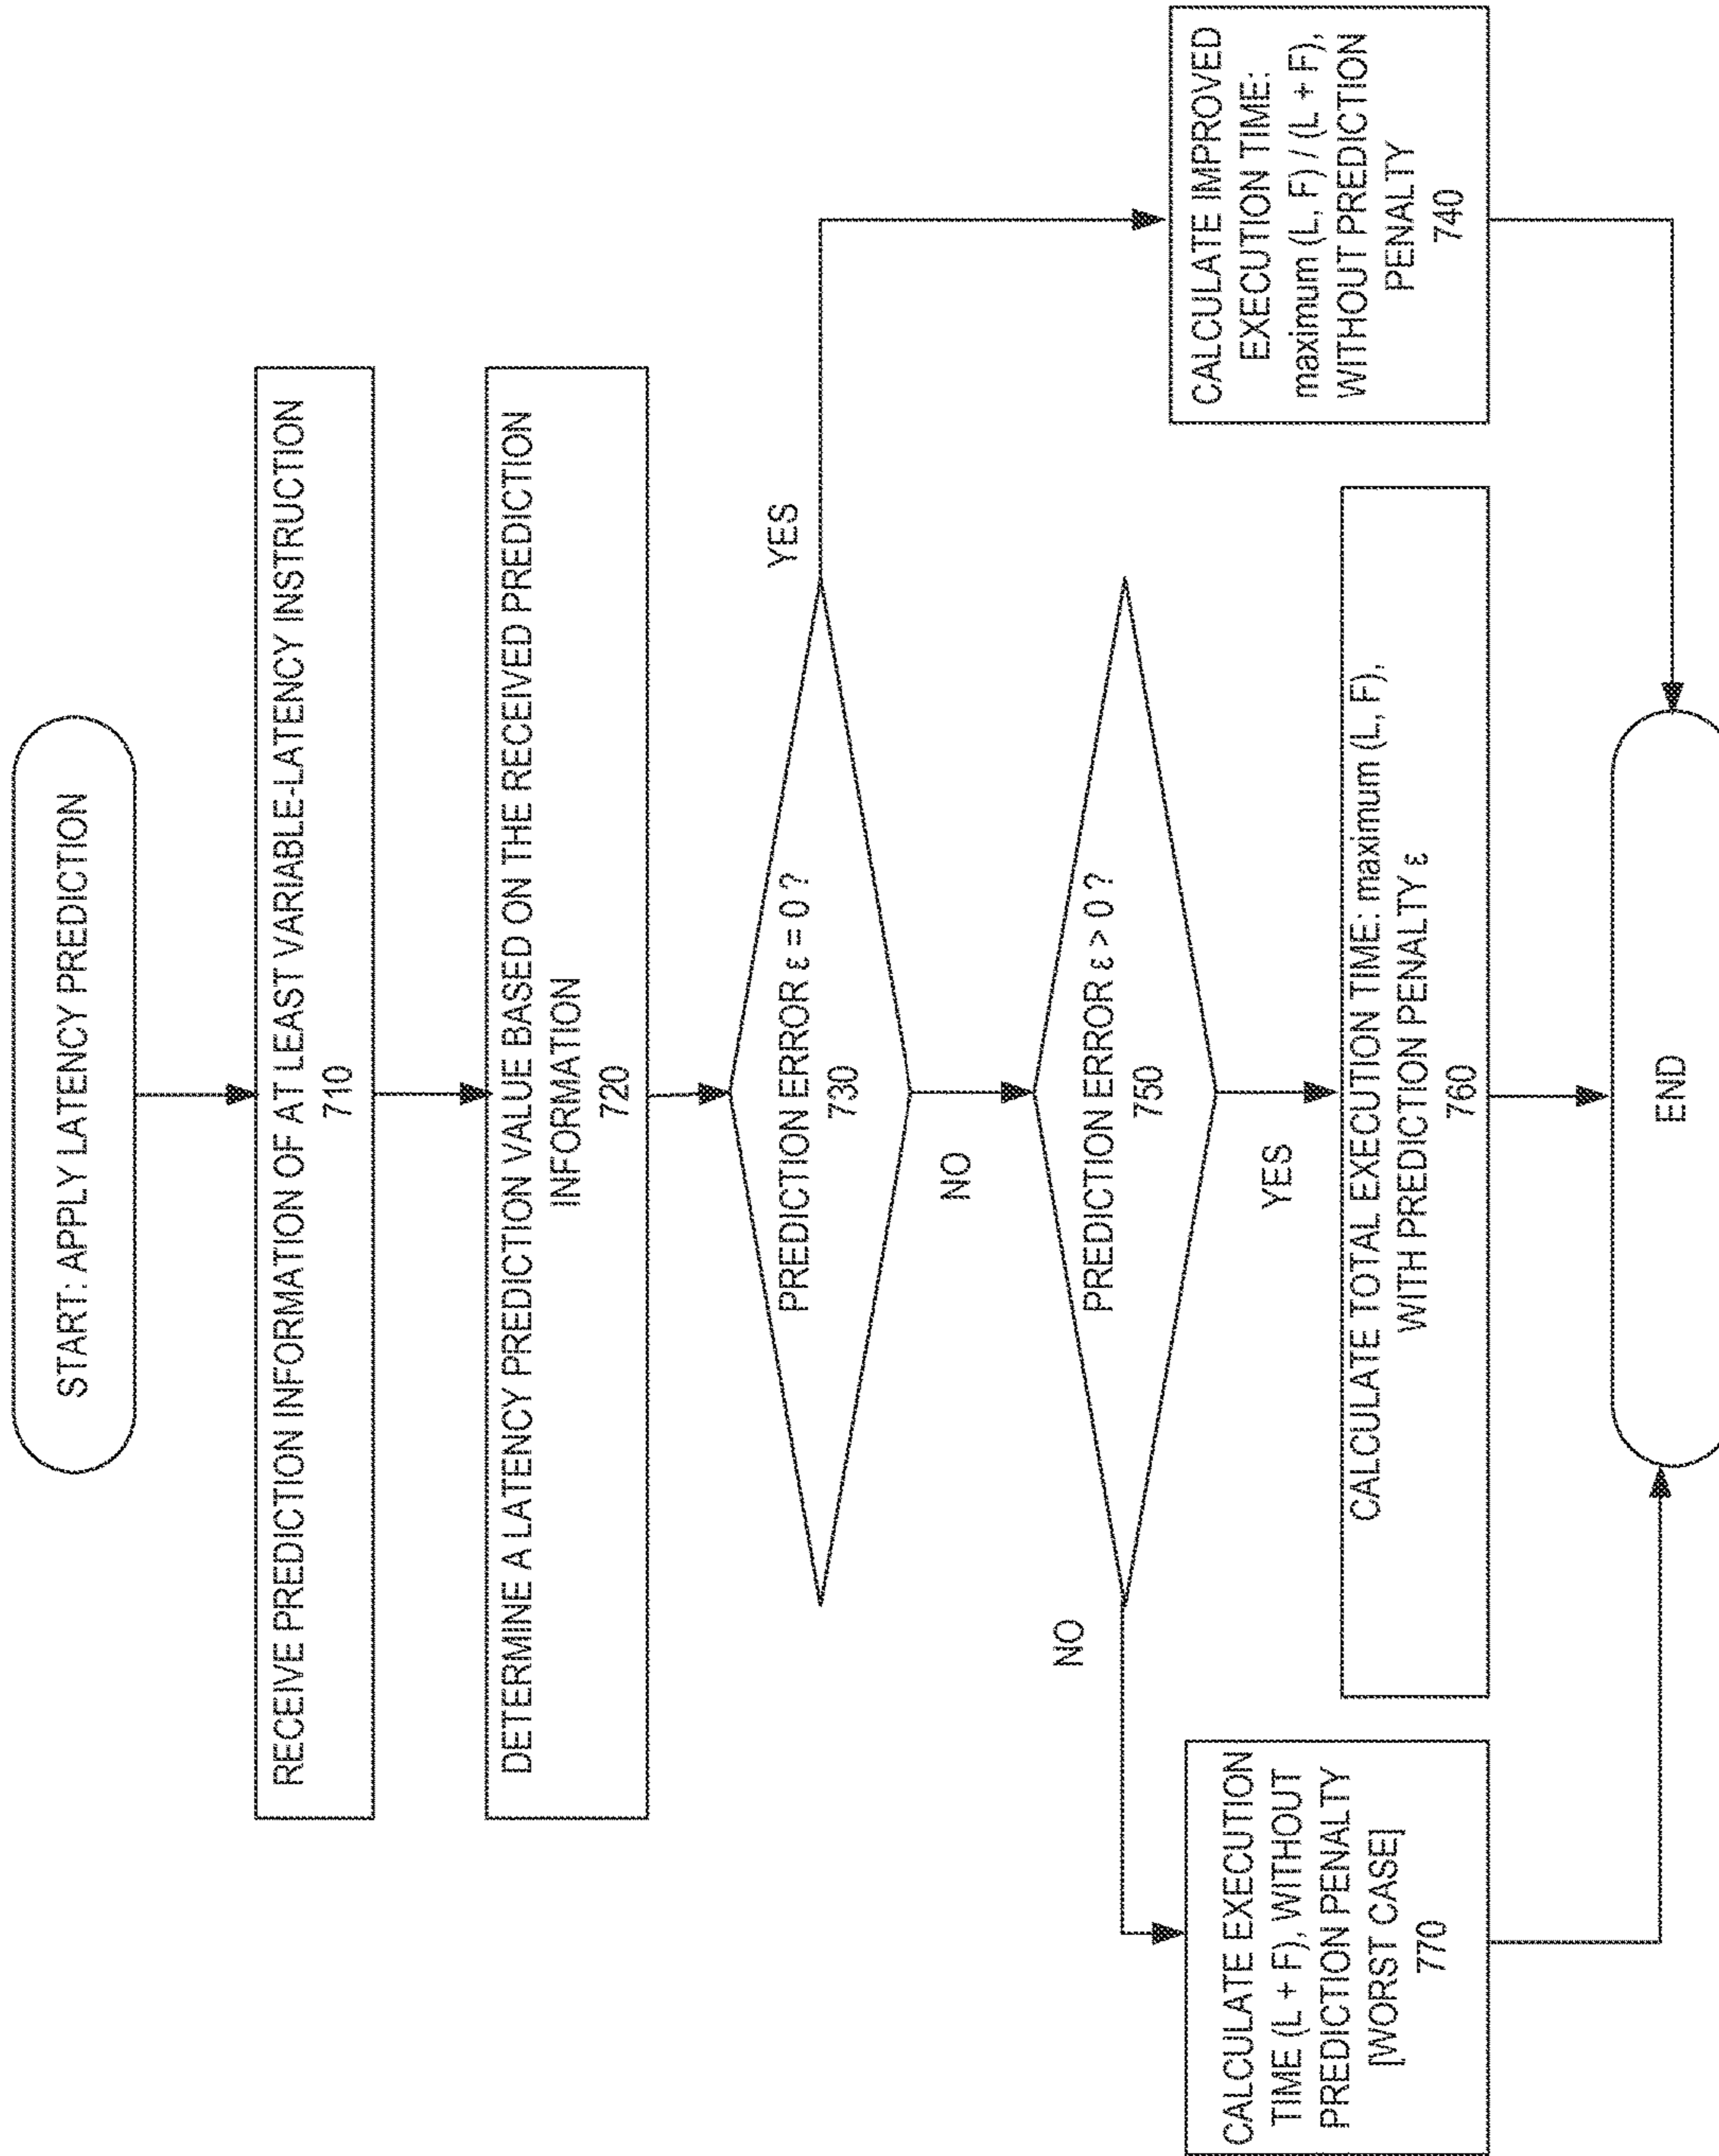 START: APPLY LATENCY PREDICTION
RECEIVE PREDICTION INFORMATION OF AT LEAST VARIABLE-LATENCY INSTRUCTION
710
DETERMINE A LATENCY PREDICTION VALUE BASED ON THE RECEIVED PREDICTION
INFORMATION
720
PREDICTION ERROR ε = 0 ?
730
YES
NO
CALCULATE IMPROVED
EXECUTION TIME:
maximum (L, F) / (L + F),
WITHOUT PREDICTION
PENALTY
740
PREDICTION ERROR ε > 0 ?
750
NO
YES
CALCULATE TOTAL EXECUTION TIME: maximum (L, F),
WITH PREDICTION PENALTY ε
760
CALCULATE EXECUTION
TIME (L + F), WITHOUT
PREDICTION PENALTY
[WORST CASE]
770
END